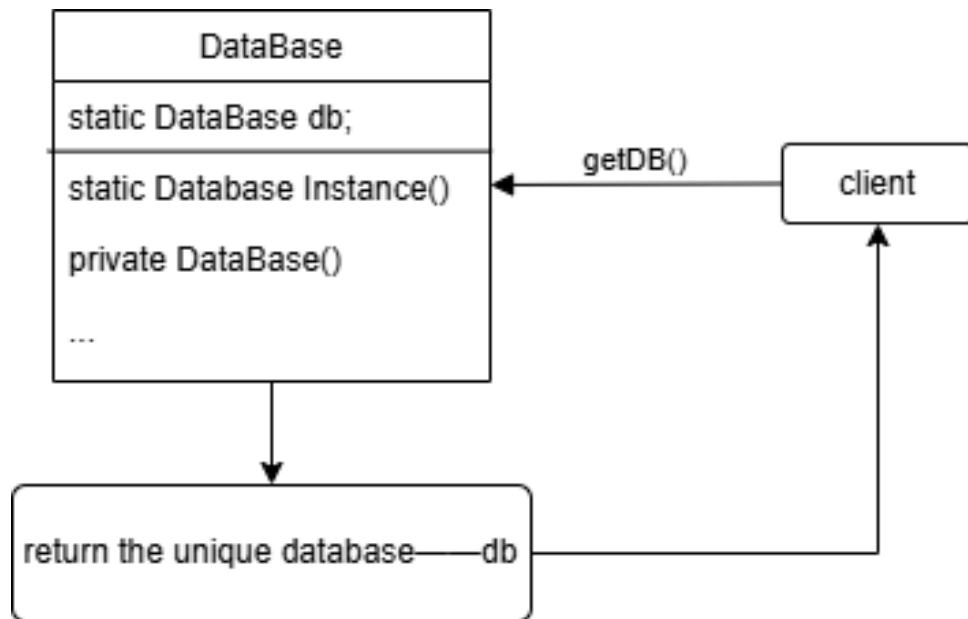 DataBase
static DataBase db;
static Database Instance()
private DataBase()
...
getDB()
client
return the unique database——db